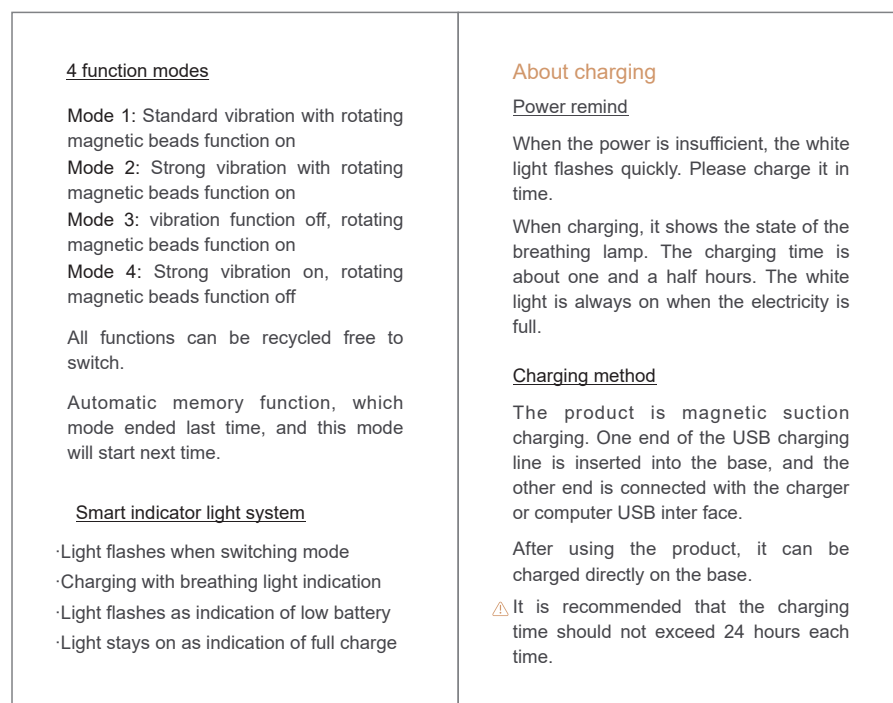 4 function modes
Mode 1: Standard vibration with rotating
magnetic beads function on
Mode 2: Strong vibration with rotating
magnetic beads function on
Mode 3: vibration function off, rotating
magnetic beads function on
Mode 4: Strong vibration on, rotating
magnetic beads function off
All functions can be recycled free to
switch.
Automatic memory function, which
mode ended last time, and this mode
will start next time.
Smart indicator light system
·Light flashes when switching mode
·Charging with breathing light indication
·Light flashes as indication of low battery
·Light stays on as indication of full charge
About charging
Power remind
When the power is insufficient, the white
light flashes quickly. Please charge it in
time.
When charging, it shows the state of the
breathing lamp. The charging time is
about one and a half hours. The white
light is always on when the electricity is
full.
Charging method
The product is magnetic suction
charging. One end of the USB charging
line is inserted into the base, and the
other end is connected with the charger
or computer USB inter face.
After using the product, it can be
charged directly on the base.
⚠ It is recommended that the charging
time should not exceed 24 hours each
time.